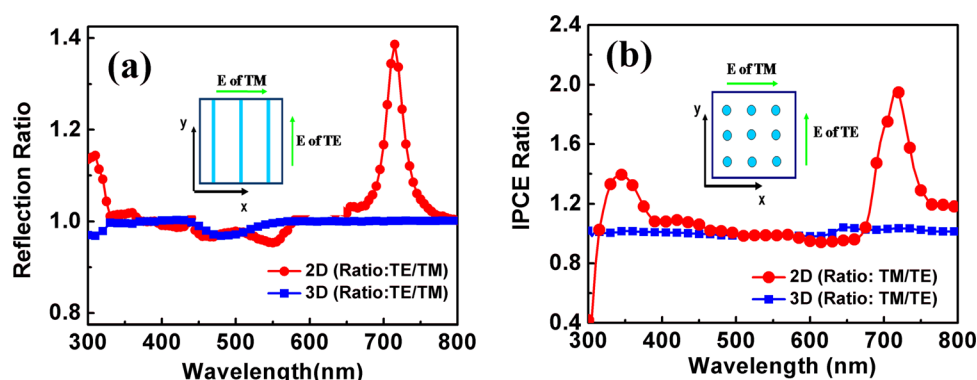 (a)
Reflection Ratio
1.4
1.2
1.0
0.8
E of TM
E of TE
y
x
2D (Ratio:TE/TM)
3D (Ratio:TE/TM)
300 400 500 600 700 800
Wavelength(nm)
(b)
IPCE Ratio
2.4
2.0
1.6
1.2
0.8
0.4
E of TM
E of TE
y
x
2D (Ratio: TM/TE)
3D (Ratio: TM/TE)
300 400 500 600 700 800
Wavelength (nm)